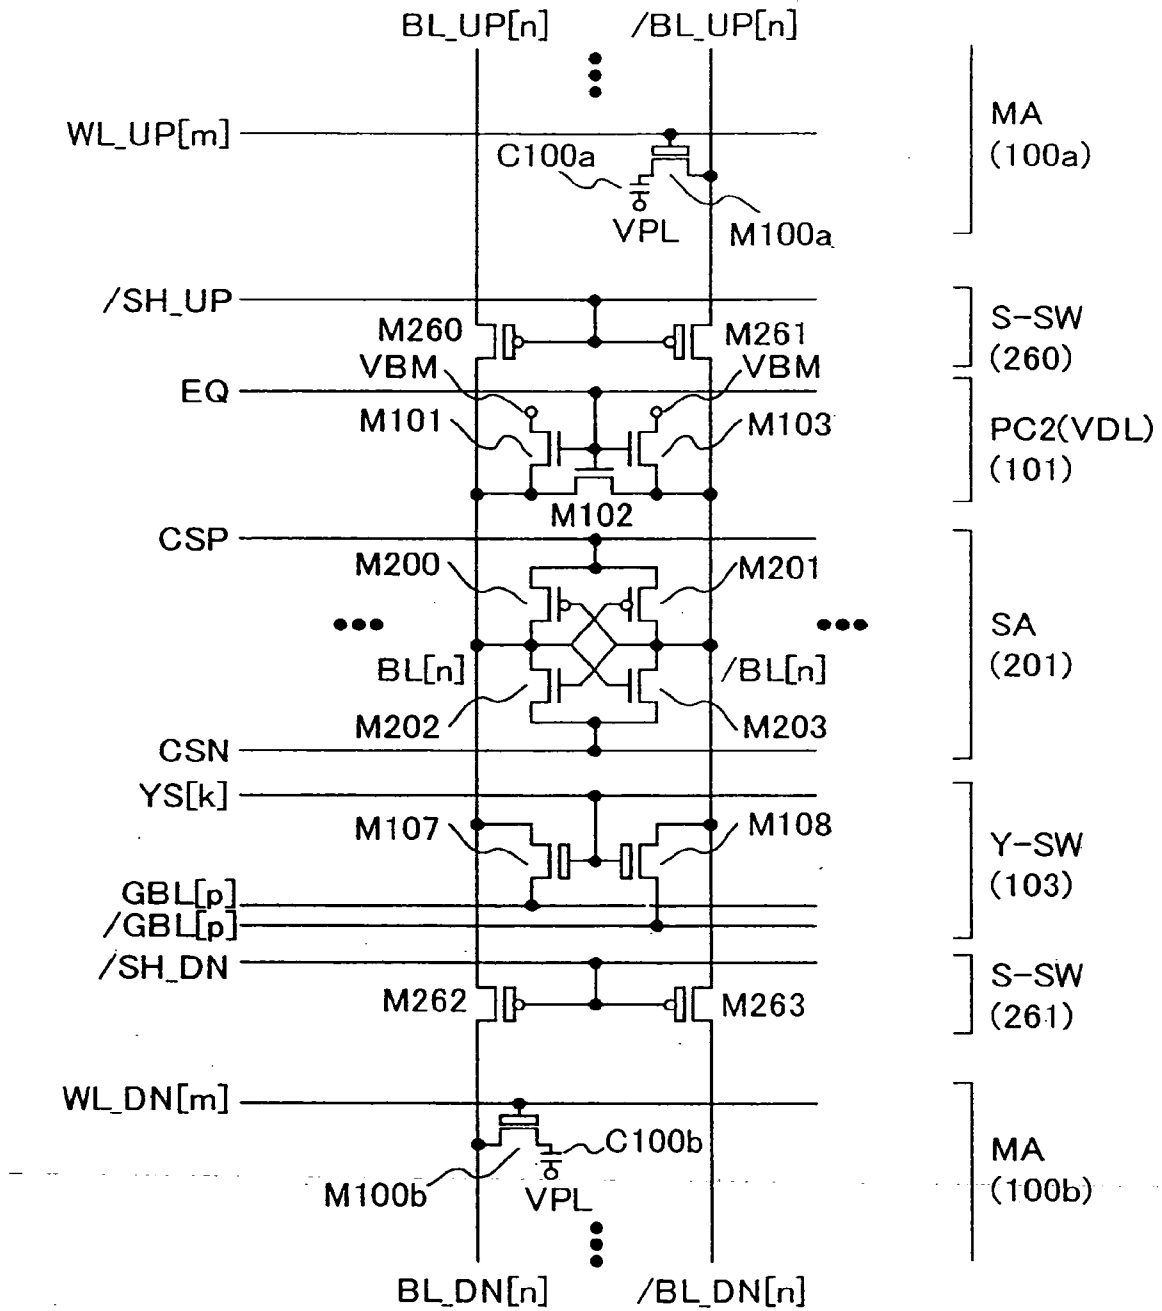 BL_UP[n] /BL_UP[n]
WL_UP[m]
C100a
VPL
M100a
MA
(100a)
/SH_UP
M260
M261
S-SW
(260)
VBM
VBM
EQ
M101
M103
M102
PC2(VDL)
(101)
CSP
M200
M201
BL[n]
/BL[n]
M202
M203
SA
(201)
CSN
YS[k]
M107
M108
Y-SW
(103)
GBL[p]
/GBL[p]
/SH_DN
M262
M263
S-SW
(261)
WL_DN[m]
C100b
M100b
VPL
MA
(100b)
BL_DN[n] /BL_DN[n]